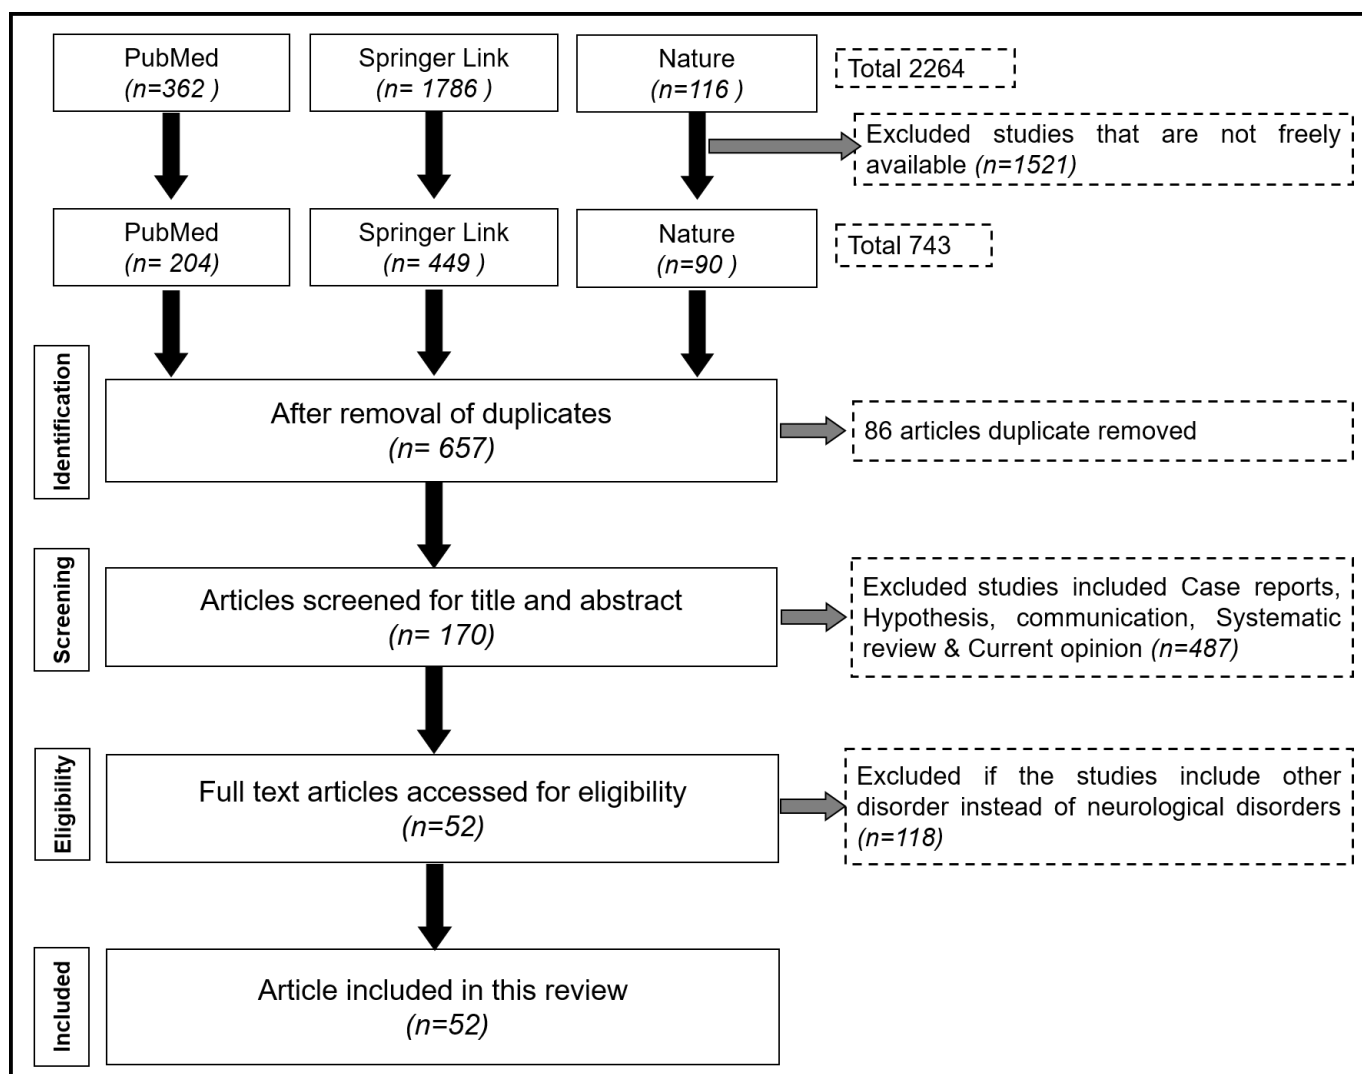 PubMed
(n=362 )
Springer Link
(n= 1786 )
Nature
(n=116 )
Total 2264
Excluded studies that are not freely
available (n=1521)
PubMed
(n= 204)
Springer Link
(n= 449 )
Nature
(n=90 )
Total 743
Identification
After removal of duplicates
(n= 657)
86 articles duplicate removed
Screening
Articles screened for title and abstract
(n= 170)
Excluded studies included Case reports,
Hypothesis, communication, Systematic
review & Current opinion (n=487)
Eligibility
Full text articles accessed for eligibility
(n=52)
Excluded if the studies include other
disorder instead of neurological disorders
(n=118)
Included
Article included in this review
(n=52)